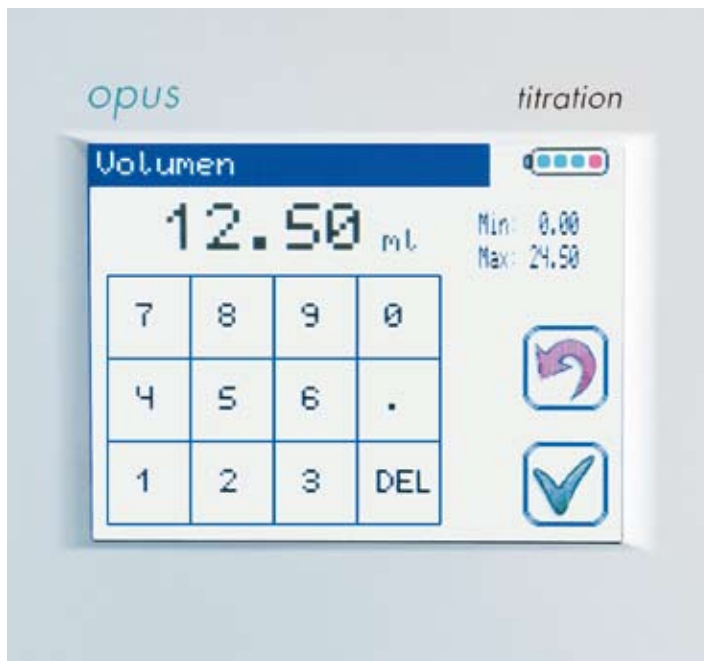 opus titration
Volumen
12.50 ml
Min: 0.00
Max: 24.50
7 8 9 0
4 5 6 .
1 2 3 DEL